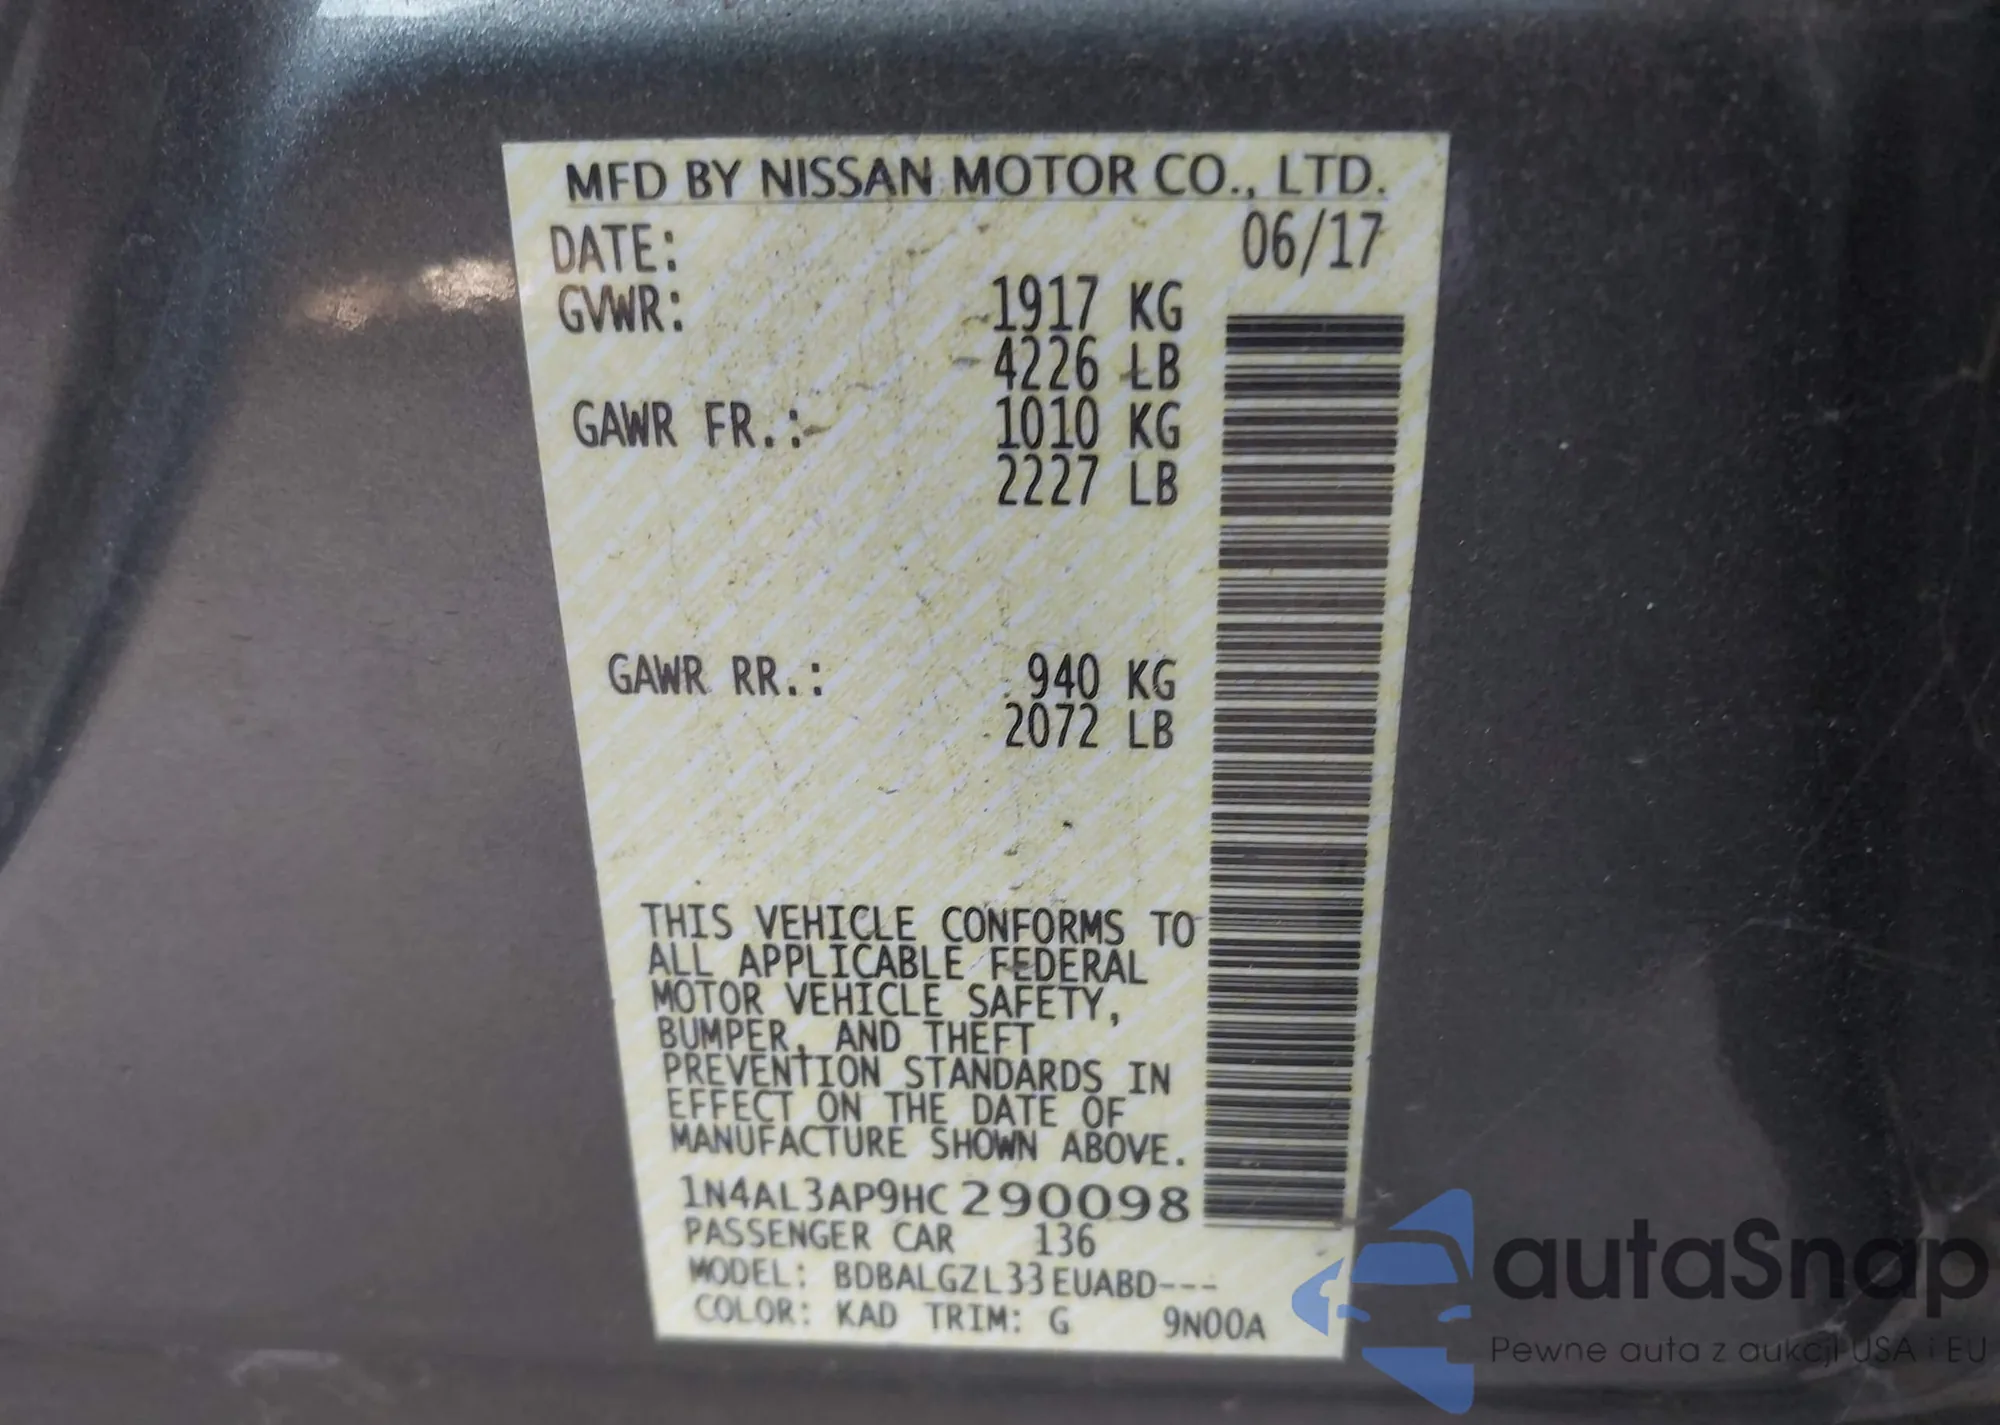 MFD BY NISSAN MOTOR CO., LTD.
DATE: 06/17
GVWR: 1917 KG
4226 LB
GAWR FR.: 1010 KG
2227 LB
GAWR RR.: 940 KG
2072 LB
THIS VEHICLE CONFORMS TO
ALL APPLICABLE FEDERAL
MOTOR VEHICLE SAFETY,
BUMPER, AND THEFT
PREVENTION STANDARDS IN
EFFECT ON THE DATE OF
MANUFACTURE SHOWN ABOVE.
1N4AL3AP9HC290098
PASSENGER CAR 136
MODEL: BDBALGZL33EUABD---
COLOR: KAD TRIM: G 9N00A
autaSnap
Pewne auta z aukcji USA i EU